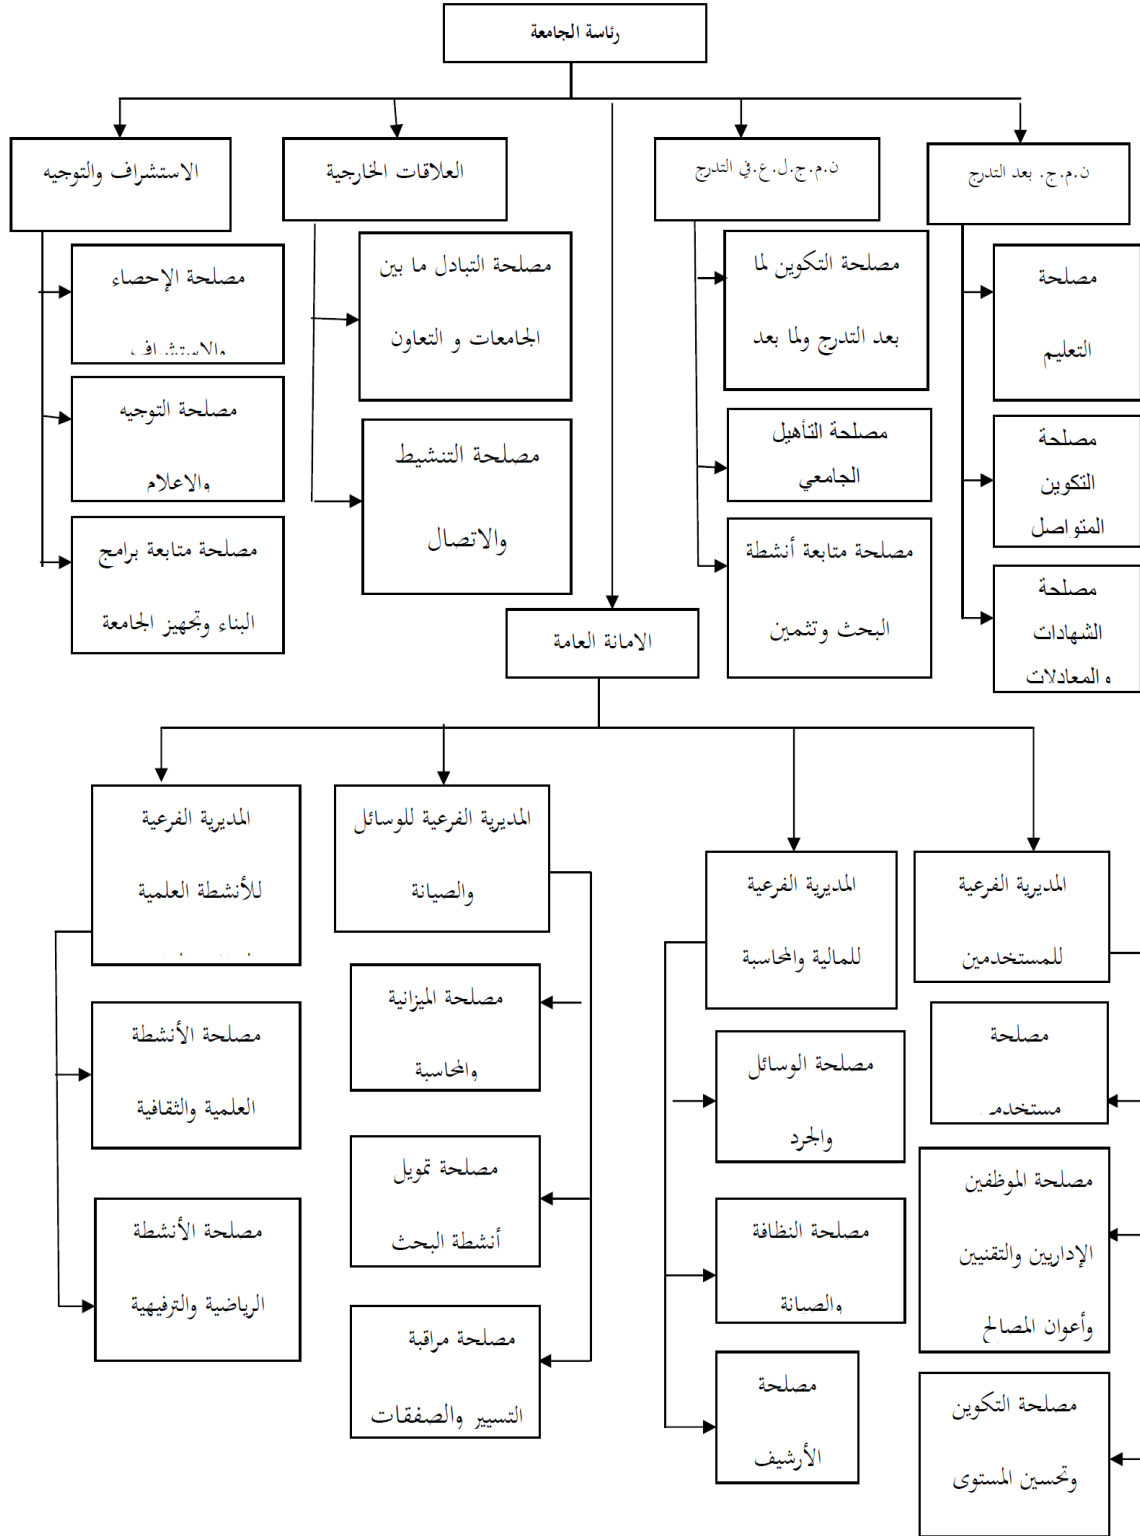 رئاسة الجامعة
ن.م.ج. بعد التدرج
ن.م.ج.ل.ع.في التدرج
العلاقات الخارجية
الاستشراف والتوجيه
مصلحة
التعليم
مصلحة
التكوين
المتواصل
مصلحة
الشهادات
والمعادلات
مصلحة التكوين لما
بعد التدرج ولما بعد
مصلحة التأهيل
الجامعي
مصلحة متابعة أنشطة
البحث وتثمين
مصلحة التبادل ما بين
الجامعات و التعاون
مصلحة التنشيط
والاتصال
مصلحة الإحصاء
والاستشراف
مصلحة التوجيه
والاعلام
مصلحة متابعة برامج
البناء وتجهيز الجامعة
الامانة العامة
المديرية الفرعية
للمستخدمين
المديرية الفرعية
للمالية والمحاسبة
المديرية الفرعية للوسائل
والصيانة
المديرية الفرعية
للأنشطة العلمية
مصلحة
مصلحة الموظفين
الإداريين والتقنيين
وأعوان المصالح
مصلحة التكوين
وتحسين المستوى
مصلحة الوسائل
والجرد
مصلحة النظافة
والصيانة
مصلحة
الأرشيف
مصلحة الميزانية
والمحاسبة
مصلحة تمويل
أنشطة البحث
مصلحة مراقبة
التسيير والصفقات
مصلحة الأنشطة
العلمية والثقافية
مصلحة الأنشطة
الرياضية والترفيهية